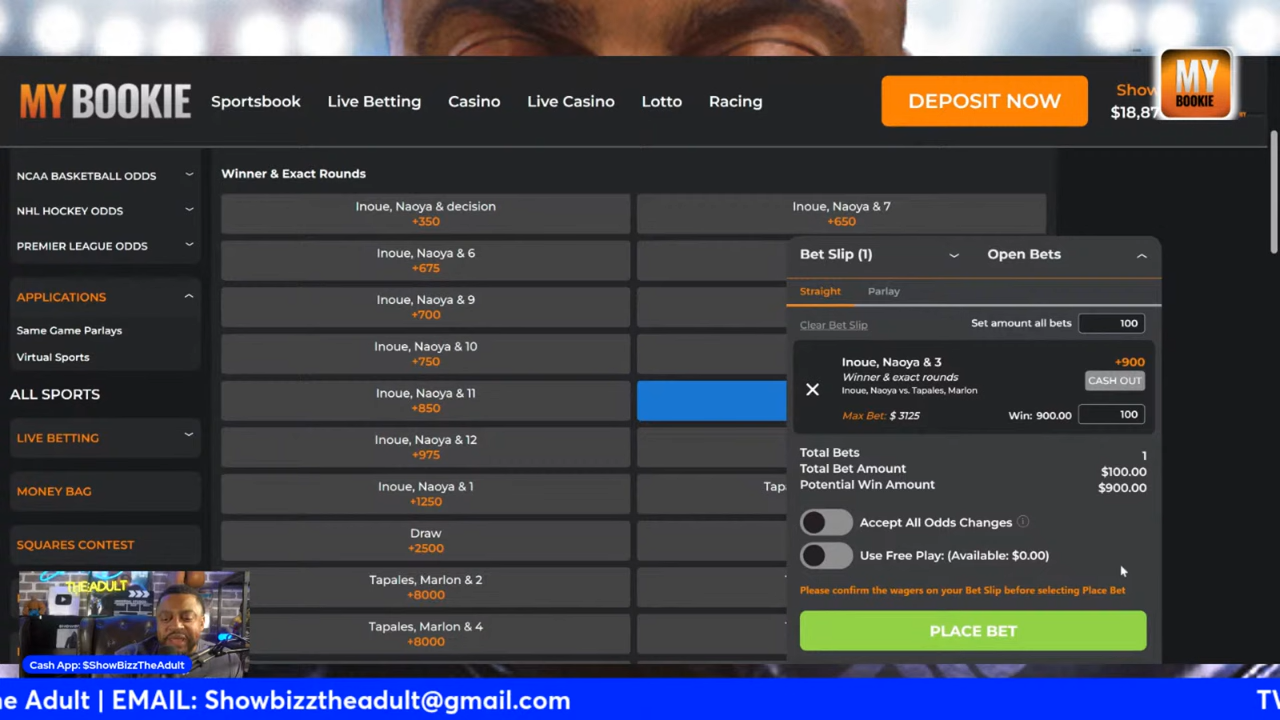 MY BOOKIE
Sportsbook
Live Betting
Casino
Live Casino
Lotto
Racing
DEPOSIT NOW
Show
$18,87
MY
BOOKIE
NCAA BASKETBALL ODDS
NHL HOCKEY ODDS
PREMIER LEAGUE ODDS
APPLICATIONS
Same Game Parlays
Virtual Sports
ALL SPORTS
LIVE BETTING
MONEY BAG
SQUARES CONTEST
Winner & Exact Rounds
Inoue, Naoya & decision
+350
Inoue, Naoya & 7
+650
Inoue, Naoya & 6
+675
Inoue, Naoya & 9
+700
Inoue, Naoya & 10
+750
Inoue, Naoya & 11
+850
Inoue, Naoya & 12
+975
Inoue, Naoya & 1
+1250
Draw
+2500
Tapales, Marlon & 2
+8000
Tapales, Marlon & 4
+8000
Bet Slip (1)
Open Bets
Straight
Parlay
Clear Bet Slip
Set amount all bets
100
Inoue, Naoya & 3
+900
Winner & exact rounds
CASH OUT
Inoue, Naoya vs. Tapales, Marlon
Max Bet: $ 3125
Win: 900.00
100
Total Bets
1
Total Bet Amount
$100.00
Potential Win Amount
$900.00
Accept All Odds Changes
Use Free Play: (Available: $0.00)
Please confirm the wagers on your Bet Slip before selecting Place Bet
PLACE BET
THE ADULT
Cash App: $ShowBizzTheAdult
he Adult | EMAIL: Showbizztheadult@gmail.com
TV